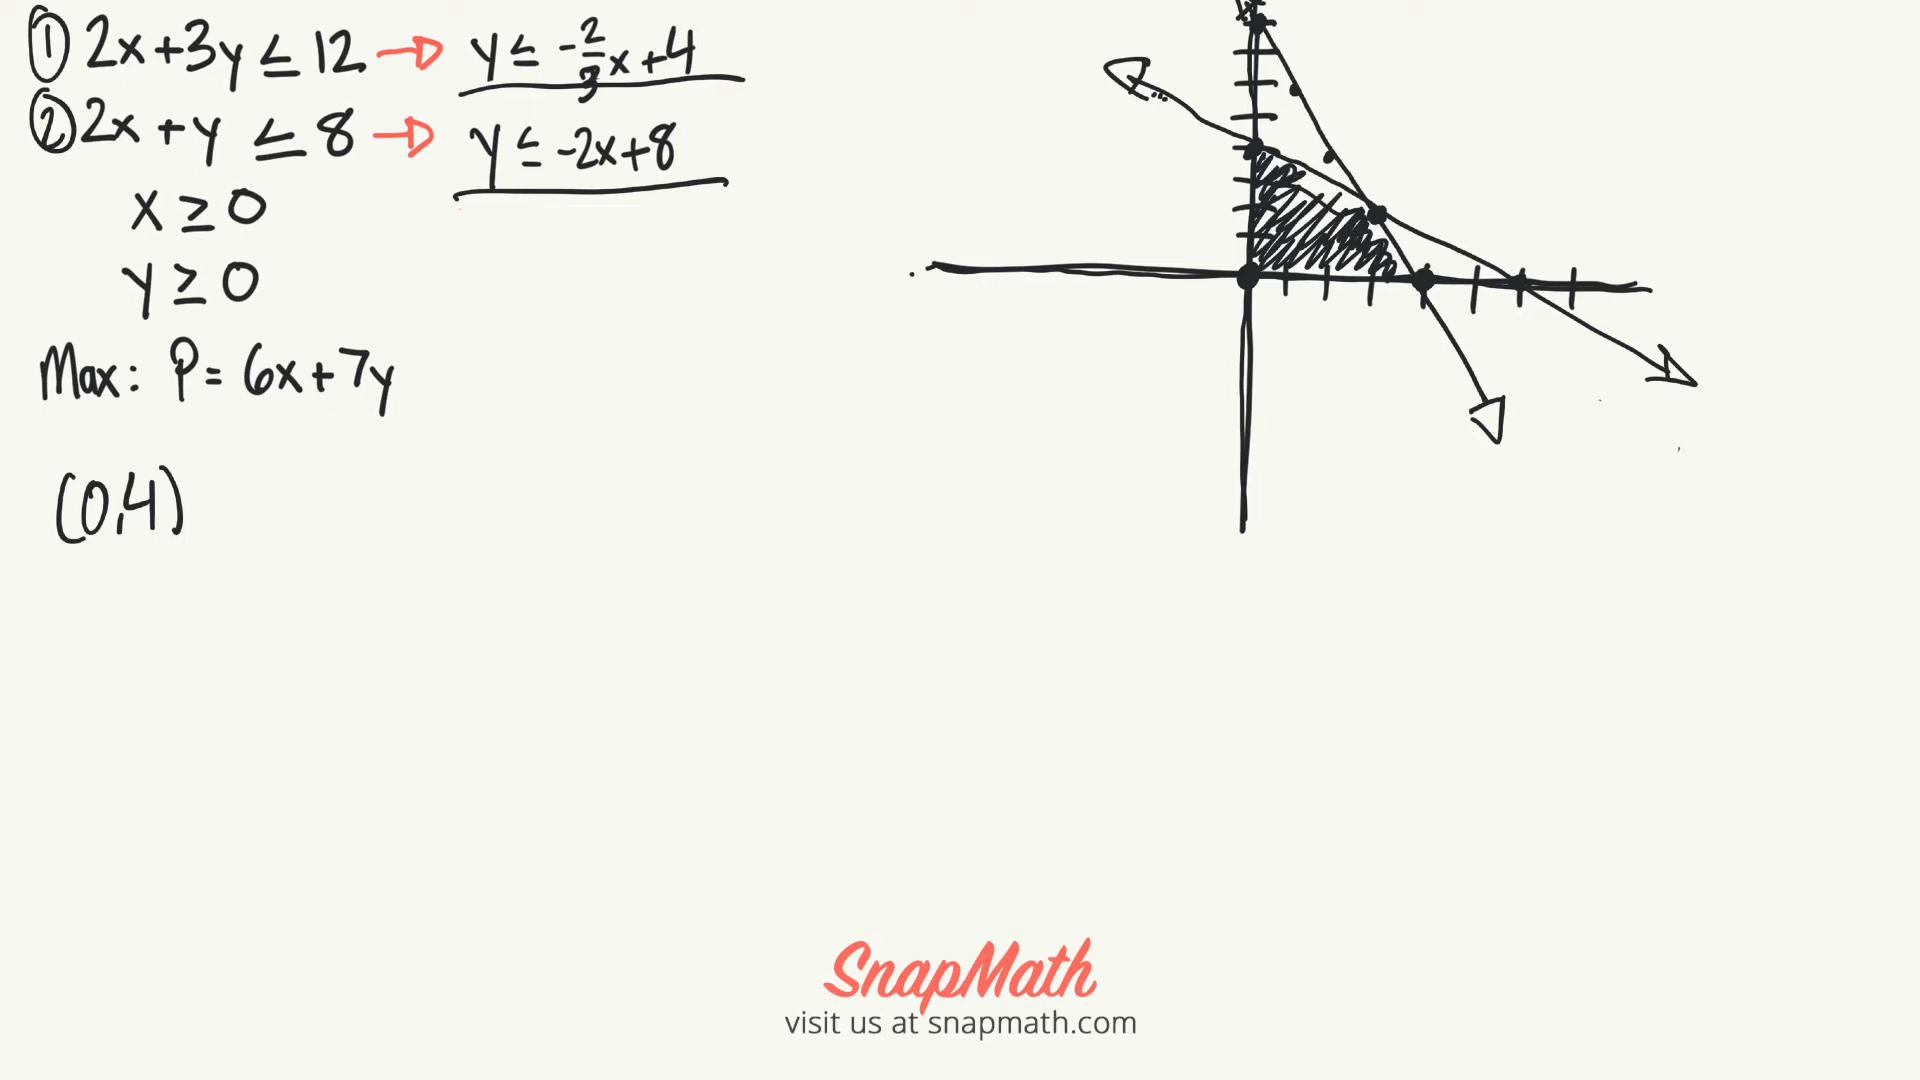 ① 2x+3y ≤ 12 → y ≤ -2/3x+4
② 2x+y ≤ 8 → y ≤ -2x+8
x ≥ 0
y ≥ 0
Max: P= 6x+7y
(0,4)
SnapMath
visit us at snapmath.com